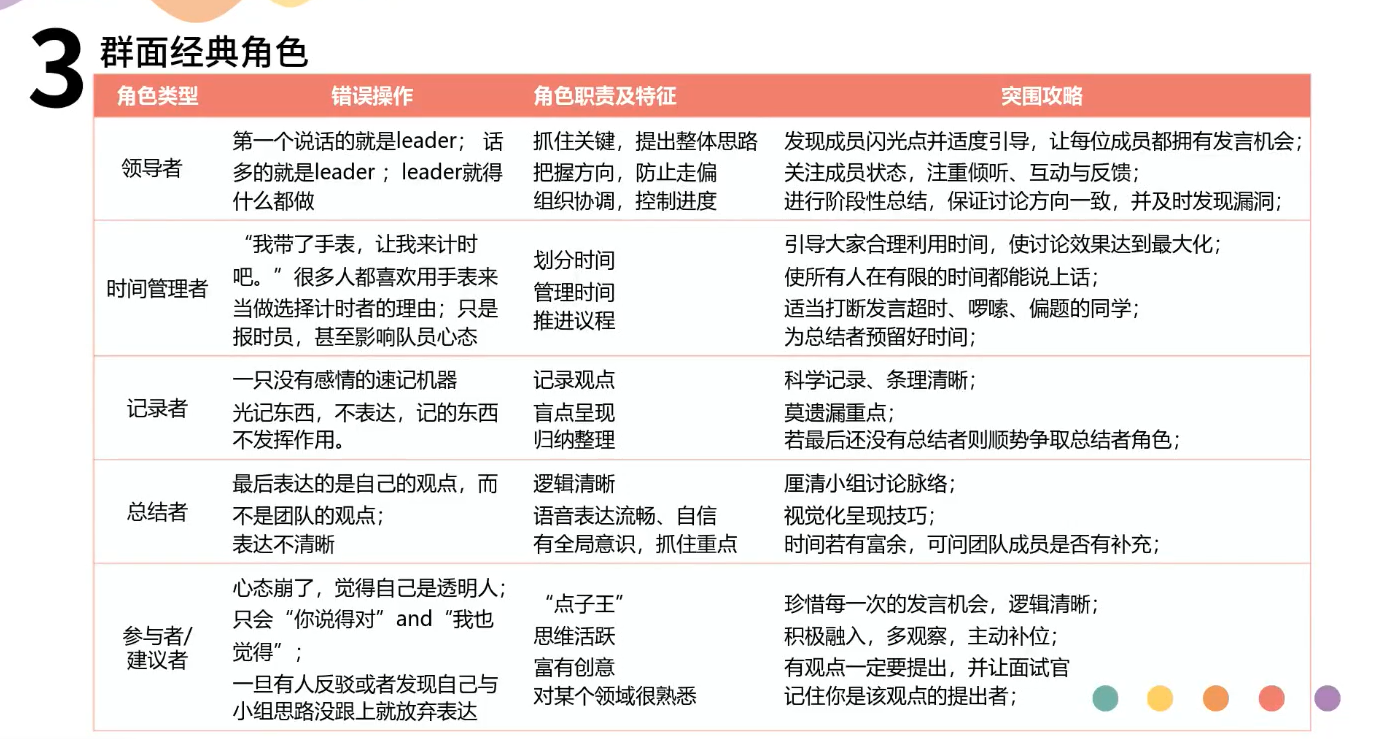 3 群面经典角色
角色类型 错误操作 角色职责及特征 突围攻略
领导者
第一个说话的就是leader； 话
多的就是leader ；leader就得
什么都做
抓住关键，提出整体思路
把握方向，防止走偏
组织协调，控制进度
发现成员闪光点并适度引导，让每位成员都拥有发言机会；
关注成员状态，注重倾听、互动与反馈；
进行阶段性总结，保证讨论方向一致，并及时发现漏洞；
时间管理者
“我带了手表，让我来计时
吧。”很多人都喜欢用手表来
当做选择计时者的理由；只是
报时员，甚至影响队员心态
划分时间
管理时间
推进议程
引导大家合理利用时间，使讨论效果达到最大化；
使所有人在有限的时间都能说上话；
适当打断发言超时、啰嗦、偏题的同学；
为总结者预留好时间；
记录者
一只没有感情的速记机器
光记东西，不表达，记的东西
不发挥作用。
记录观点
盲点呈现
归纳整理
科学记录、条理清晰；
莫遗漏重点；
若最后还没有总结者则顺势争取总结者角色；
总结者
最后表达的是自己的观点，而
不是团队的观点；
表达不清晰
逻辑清晰
语音表达流畅、自信
有全局意识，抓住重点
厘清小组讨论脉络；
视觉化呈现技巧；
时间若有富余，可问团队成员是否有补充；
参与者/
建议者
心态崩了，觉得自己是透明人；
只会“你说得对”and“我也
觉得”；
一旦有人反驳或者发现自己与
小组思路没跟上就放弃表达
“点子王”
思维活跃
富有创意
对某个领域很熟悉
珍惜每一次的发言机会，逻辑清晰；
积极融入，多观察，主动补位；
有观点一定要提出，并让面试官
记住你是该观点的提出者；